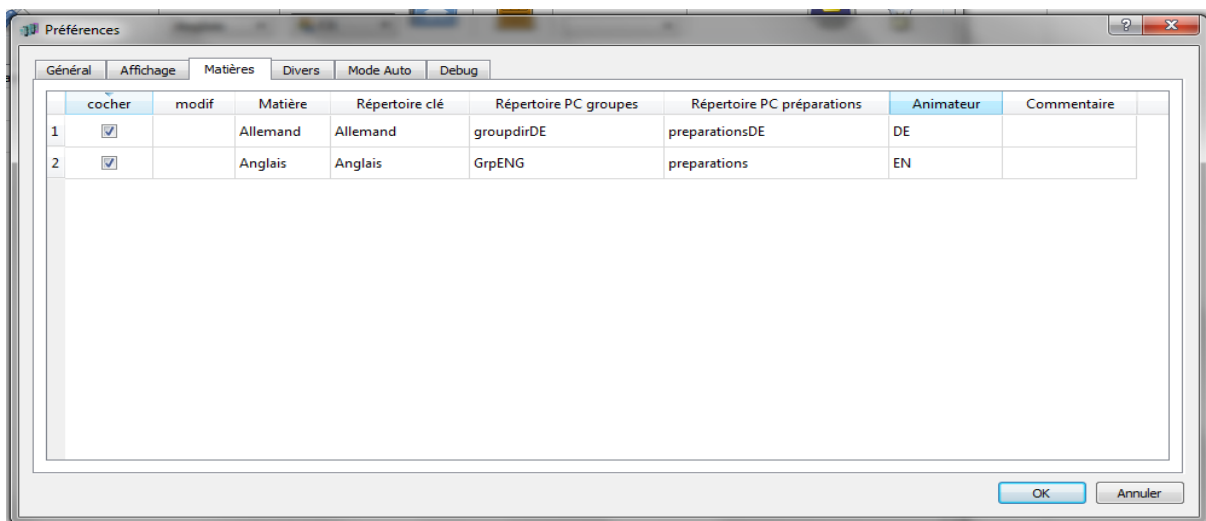 Préférences
Général Affichage Matières Divers Mode Auto Debug
cocher modif Matière Répertoire clé Répertoire PC groupes Répertoire PC préparations Animateur Commentaire
1 Allemand Allemand groupdirDE preparationsDE DE
2 Anglais Anglais GrpENG preparations EN
OK Annuler